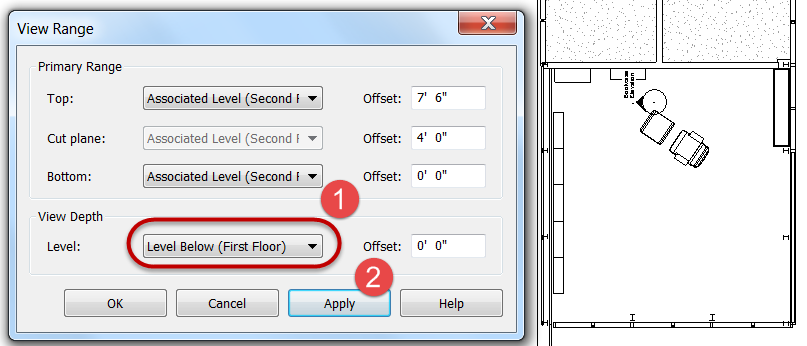 View Range
Primary Range
Top: Associated Level (Second F Offset: 7' 6"
Cut plane: Associated Level (Second F Offset: 4' 0"
Bottom: Associated Level (Second F Offset: 0' 0"
1
View Depth
Level: Level Below (First Floor) Offset: 0' 0"
2
OK Cancel Apply Help
Bookcase
Elevation